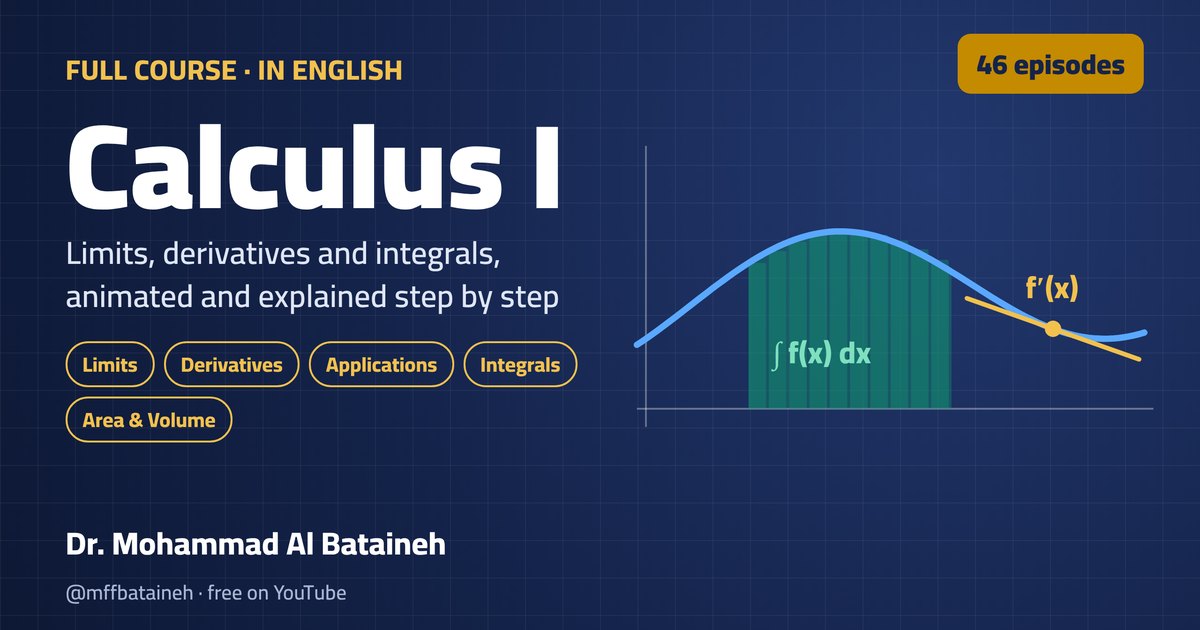 FULL COURSE · IN ENGLISH
46 episodes
Calculus I
Limits, derivatives and integrals,
animated and explained step by step
Limits
Derivatives
Applications
Integrals
Area & Volume
f′(x)
∫ f(x) dx
Dr. Mohammad Al Bataineh
@mffbataineh · free on YouTube